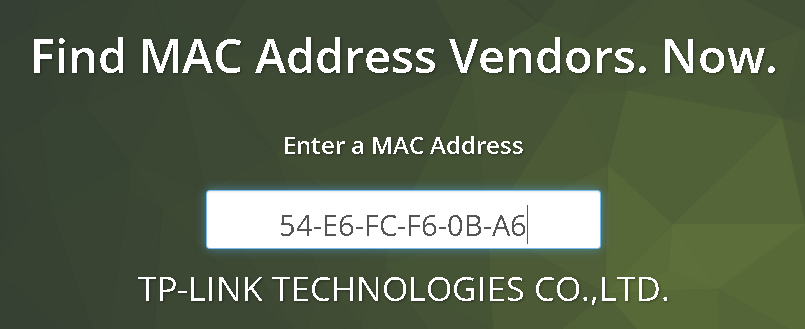 Find MAC Address Vendors. Now.
Enter a MAC Address
54-E6-FC-F6-0B-A6
TP-LINK TECHNOLOGIES CO.,LTD.